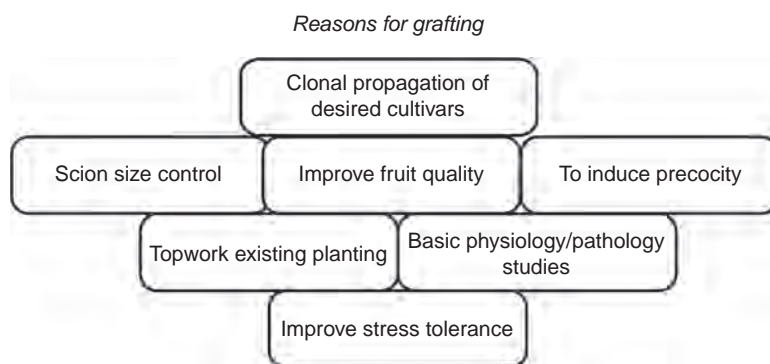 Reasons for grafting
Clonal propagation of
desired cultivars
Scion size control
Improve fruit quality
To induce precocity
Topwork existing planting
Basic physiology/pathology
studies
Improve stress tolerance